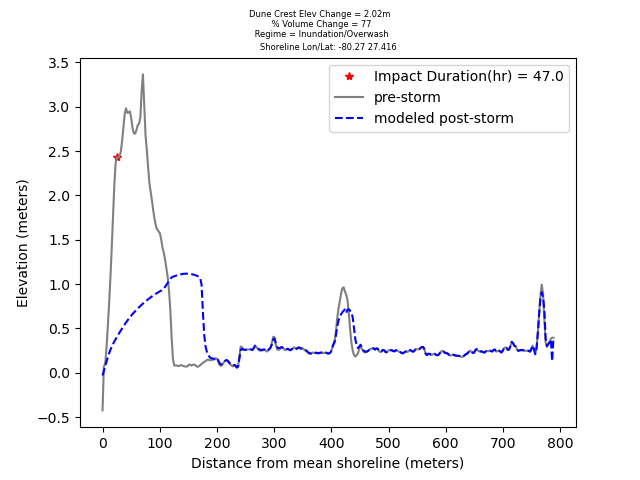 Dune Crest Elev Change = 2.02m
% Volume Change = 77
Regime = Inundation/Overwash
Shoreline Lon/Lat: -80.27 27.416
Impact Duration(hr) = 47.0
pre-storm
modeled post-storm
Elevation (meters)
3.5
3.0
2.5
2.0
1.5
1.0
0.5
0.0
−0.5
0 100 200 300 400 500 600 700 800
Distance from mean shoreline (meters)